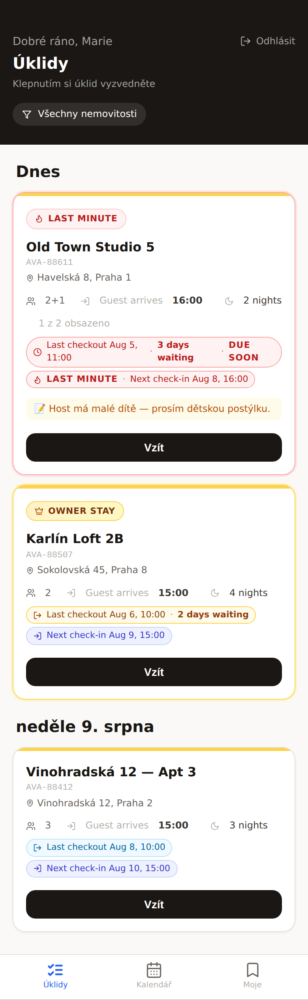 Dobré ráno, Marie
Odhlásit
Úklidy
Klepnutím si úklid vyzvedněte
Všechny nemovitosti
Dnes
LAST MINUTE
Old Town Studio 5
AVA-88611
Havelská 8, Praha 1
2+1 Guest arrives 16:00 2 nights
1 z 2 obsazeno
Last checkout Aug 5, 11:00 · 3 days waiting · DUE SOON
LAST MINUTE · Next check-in Aug 8, 16:00
📝 Host má malé dítě — prosím dětskou postýlku.
Vzít
OWNER STAY
Karlín Loft 2B
AVA-88507
Sokolovská 45, Praha 8
2 Guest arrives 15:00 4 nights
Last checkout Aug 6, 10:00 · 2 days waiting
Next check-in Aug 9, 15:00
Vzít
neděle 9. srpna
Vinohradská 12 — Apt 3
AVA-88412
Vinohradská 12, Praha 2
3 Guest arrives 15:00 3 nights
Last checkout Aug 8, 10:00
Next check-in Aug 10, 15:00
Vzít
Úklidy
Kalendář
Moje